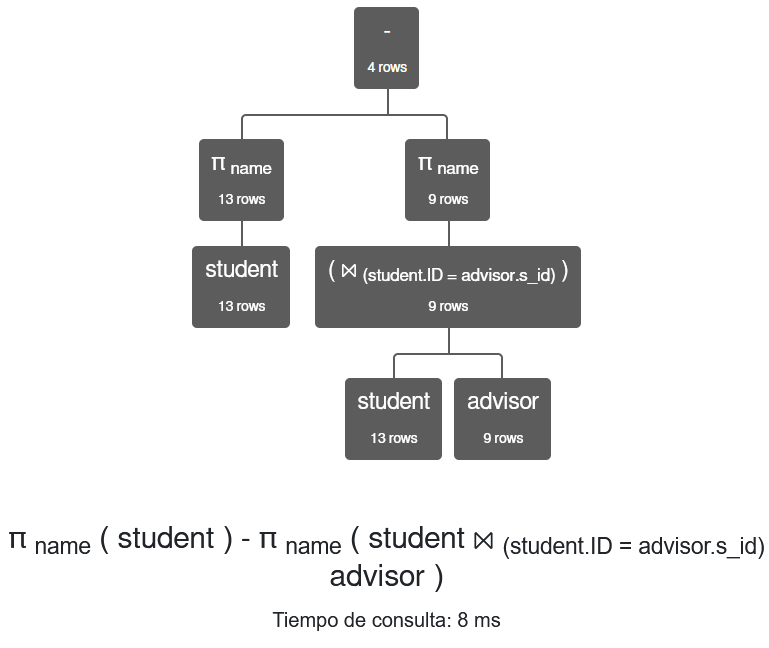 -
4 rows
π name
13 rows
π name
9 rows
student
13 rows
( ⋈ (student.ID = advisor.s_id) )
9 rows
student
13 rows
advisor
9 rows
π name ( student ) - π name ( student ⋈ (student.ID = advisor.s_id)
advisor )
Tiempo de consulta: 8 ms